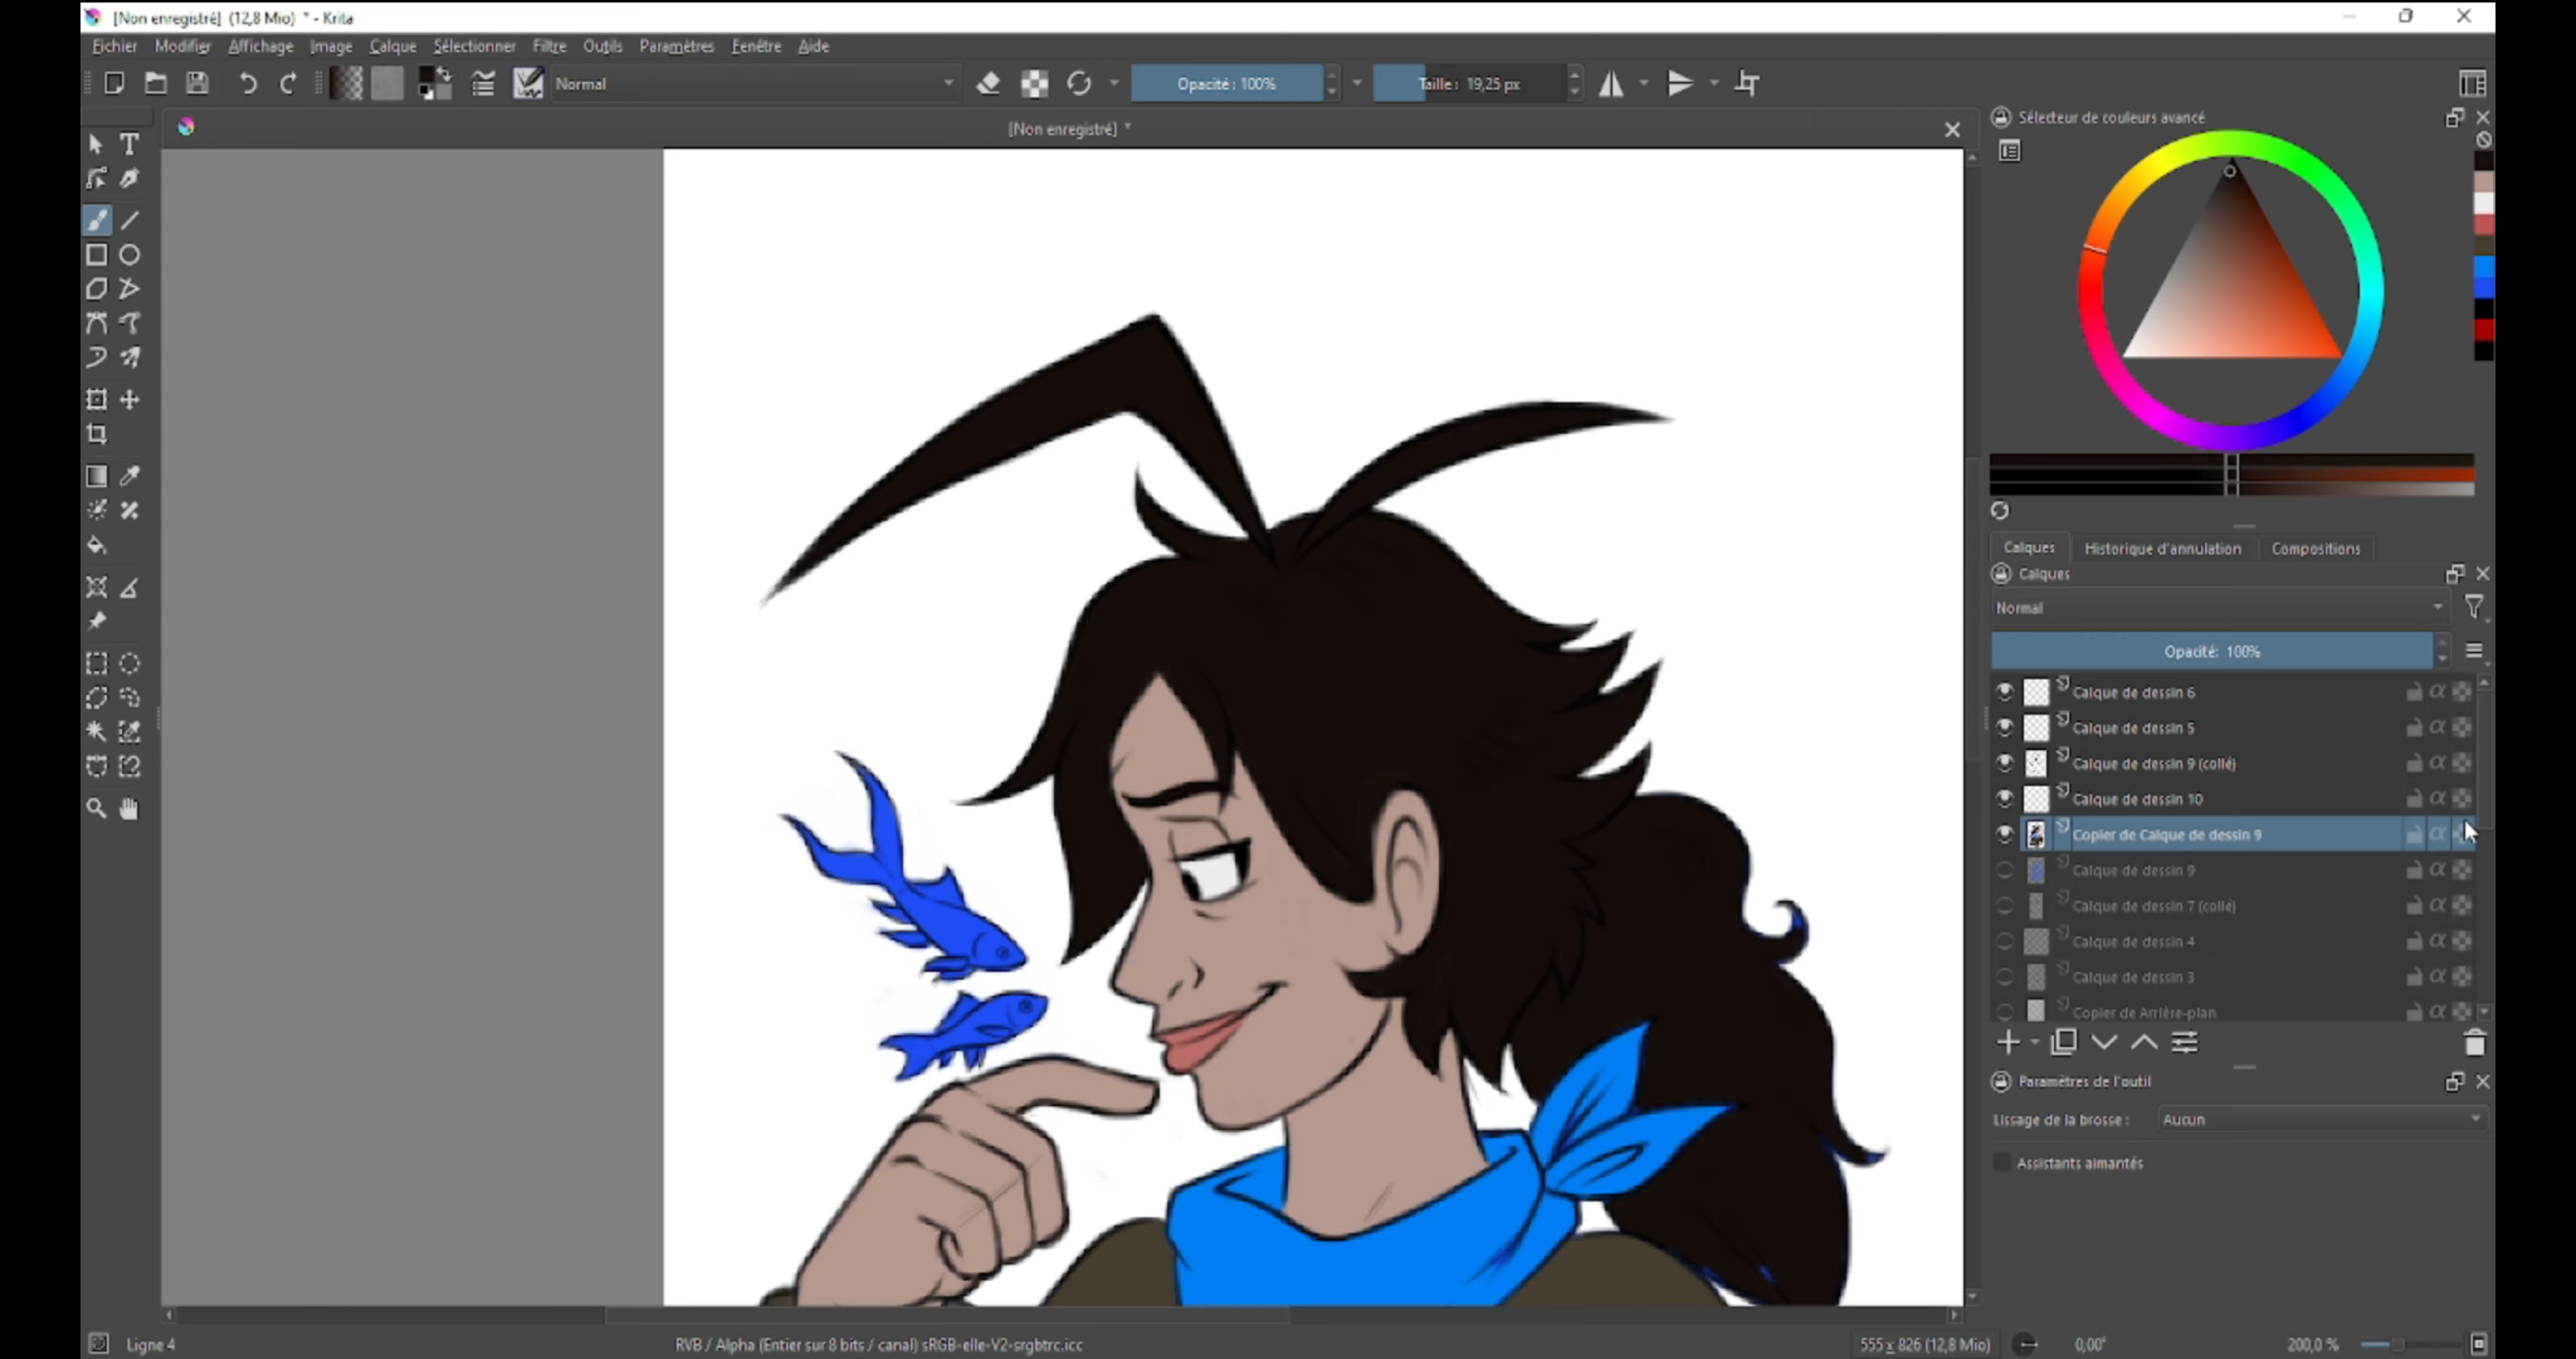 [Non enregistré] (12,8 Mio) * - Krita
Eichier Modifier Affichage Image Calque Sélectionner Filtre Outils Paramètres Fenêtre Aide
Normal
Opacité : 100%
Taille : 19,25 px
[Non enregistré] *
Sélecteur de couleurs avancé
Calques Historique d'annulation Compositions
Calques
Normal
Opacité: 100%
Calque de dessin 6
Calque de dessin 5
Calque de dessin 9 (collé)
Calque de dessin 10
Copier de Calque de dessin 9
Calque de dessin 9
Calque de dessin 7 (collé)
Calque de dessin 4
Calque de dessin 3
Copier de Arrière-plan
Paramètres de l'outil
Lissage de la brosse : Aucun
Assistants aimantés
Ligne 4
RVB / Alpha (Entier sur 8 bits / canal) sRGB-elle-V2-srgbtrc.icc
555 x 826 (12,8 Mio)
0,00°
200,0 %